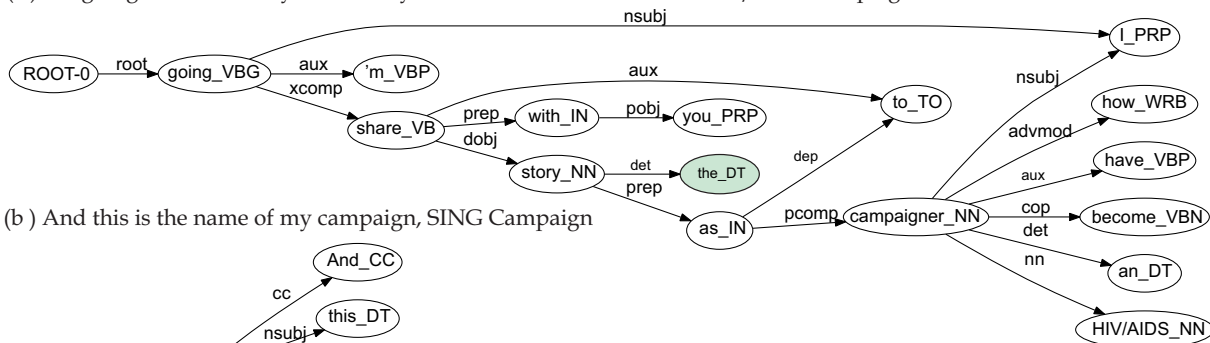 nsubj
I_PRP
ROOT-0 root going_VBG aux 'm_VBP
xcomp
aux
nsubj
to_TO
how_WRB
share_VB prep with_IN pobj you_PRP
advmod
dobj
dep
aux
have_VBP
story_NN det the_DT
prep
(b ) And this is the name of my campaign, SING Campaign
as_IN pcomp campaigner_NN cop become_VBN
det
an_DT
nn
And_CC
cc
this_DT
nsubj
HIV/AIDS_NN